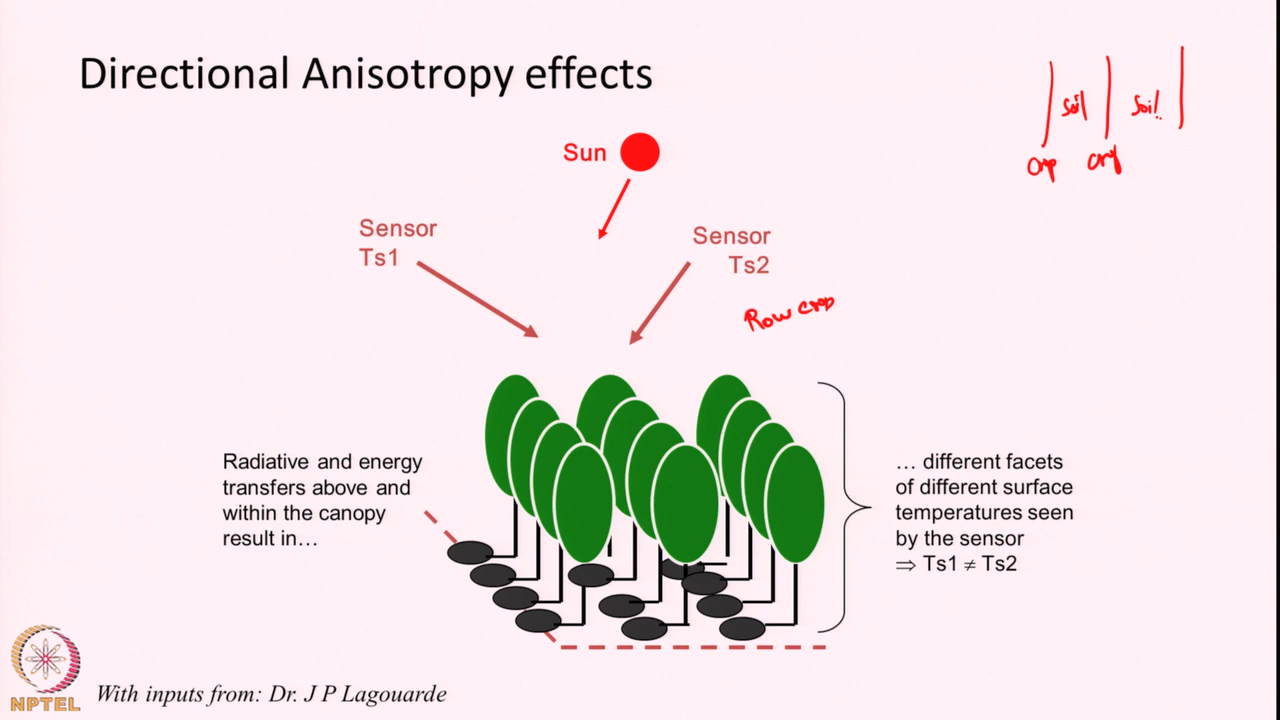 Directional Anisotropy effects
soil
soil
crop
crop
Sun
Sensor
Ts1
Sensor
Ts2
Row crop
Radiative and energy
transfers above and
within the canopy
result in…
… different facets
of different surface
temperatures seen
by the sensor
⇒ Ts1 ≠ Ts2
NPTEL
With inputs from: Dr. J P Lagouarde